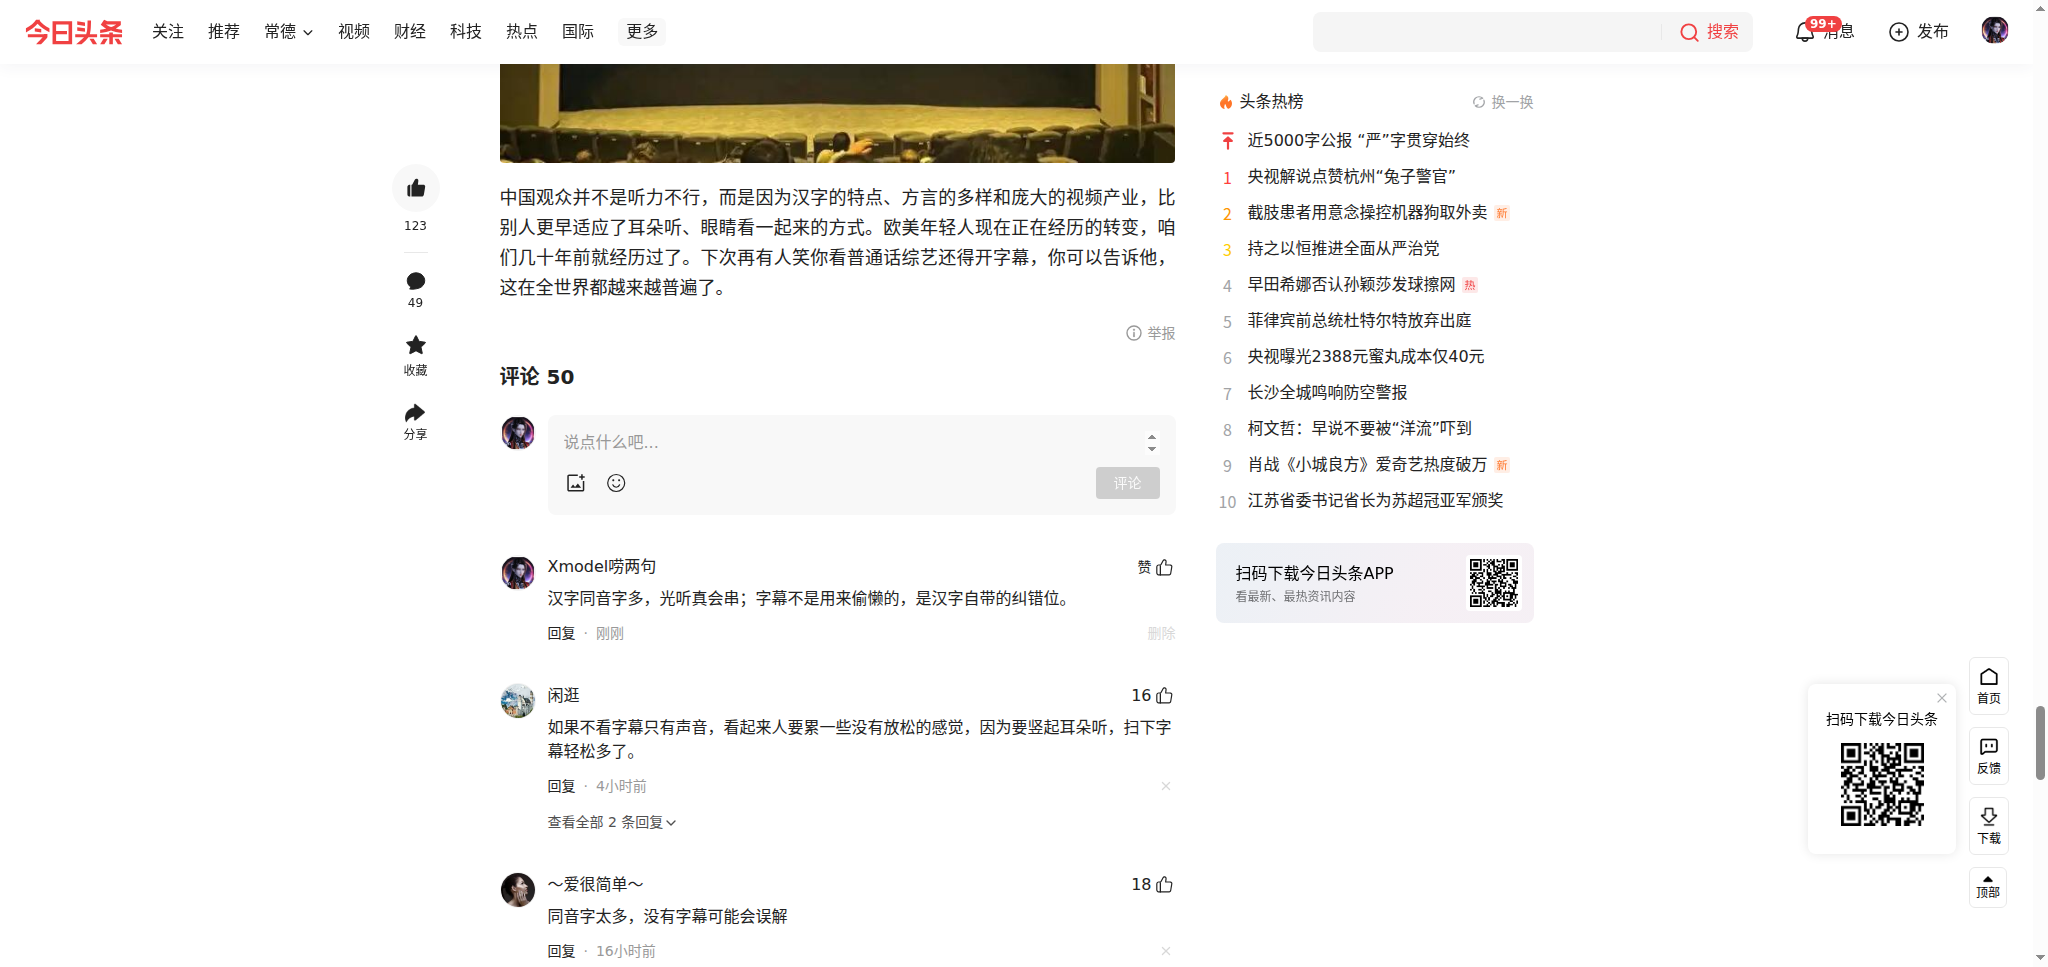 今日头条
关注 推荐 常德 视频 财经 科技 热点 国际 更多
搜索
99+
消息
发布
123
49
收藏
分享
中国观众并不是听力不行，而是因为汉字的特点、方言的多样和庞大的视频产业，比
别人更早适应了耳朵听、眼睛看一起来的方式。欧美年轻人现在正在经历的转变，咱
们几十年前就经历过了。下次再有人笑你看普通话综艺还得开字幕，你可以告诉他，
这在全世界都越来越普遍了。
举报
评论 50
说点什么吧...
评论
Xmodel唠两句
赞
汉字同音字多，光听真会串；字幕不是用来偷懒的，是汉字自带的纠错位。
回复 · 刚刚
删除
闲逛
16
如果不看字幕只有声音，看起来人要累一些没有放松的感觉，因为要竖起耳朵听，扫下字
幕轻松多了。
回复 · 4小时前
查看全部 2 条回复
～爱很简单～
18
同音字太多，没有字幕可能会误解
回复 · 16小时前
头条热榜
换一换
近5000字公报 “严”字贯穿始终
1 央视解说点赞杭州“兔子警官”
2 截肢患者用意念操控机器狗取外卖 新
3 持之以恒推进全面从严治党
4 早田希娜否认孙颖莎发球擦网 热
5 菲律宾前总统杜特尔特放弃出庭
6 央视曝光2388元蜜丸成本仅40元
7 长沙全城鸣响防空警报
8 柯文哲：早说不要被“洋流”吓到
9 肖战《小城良方》爱奇艺热度破万 新
10 江苏省委书记省长为苏超冠亚军颁奖
扫码下载今日头条APP
看最新、最热资讯内容
扫码下载今日头条
首页
反馈
下载
顶部